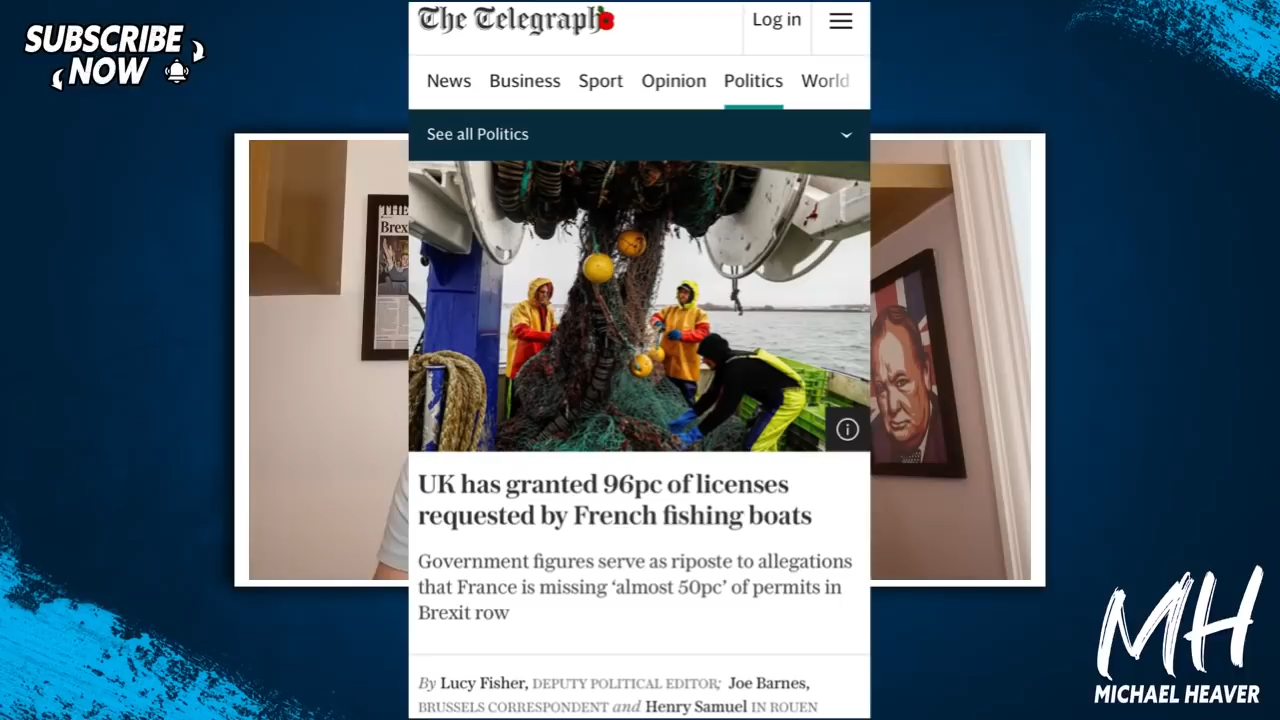 SUBSCRIBE
NOW
The Telegraph
Log in
News Business Sport Opinion Politics World
See all Politics
THE
Brex
UK has granted 96pc of licenses
requested by French fishing boats
Government figures serve as riposte to allegations
that France is missing ‘almost 50pc’ of permits in
Brexit row
By Lucy Fisher, DEPUTY POLITICAL EDITOR; Joe Barnes,
BRUSSELS CORRESPONDENT and Henry Samuel IN ROUEN
MH
MICHAEL HEAVER